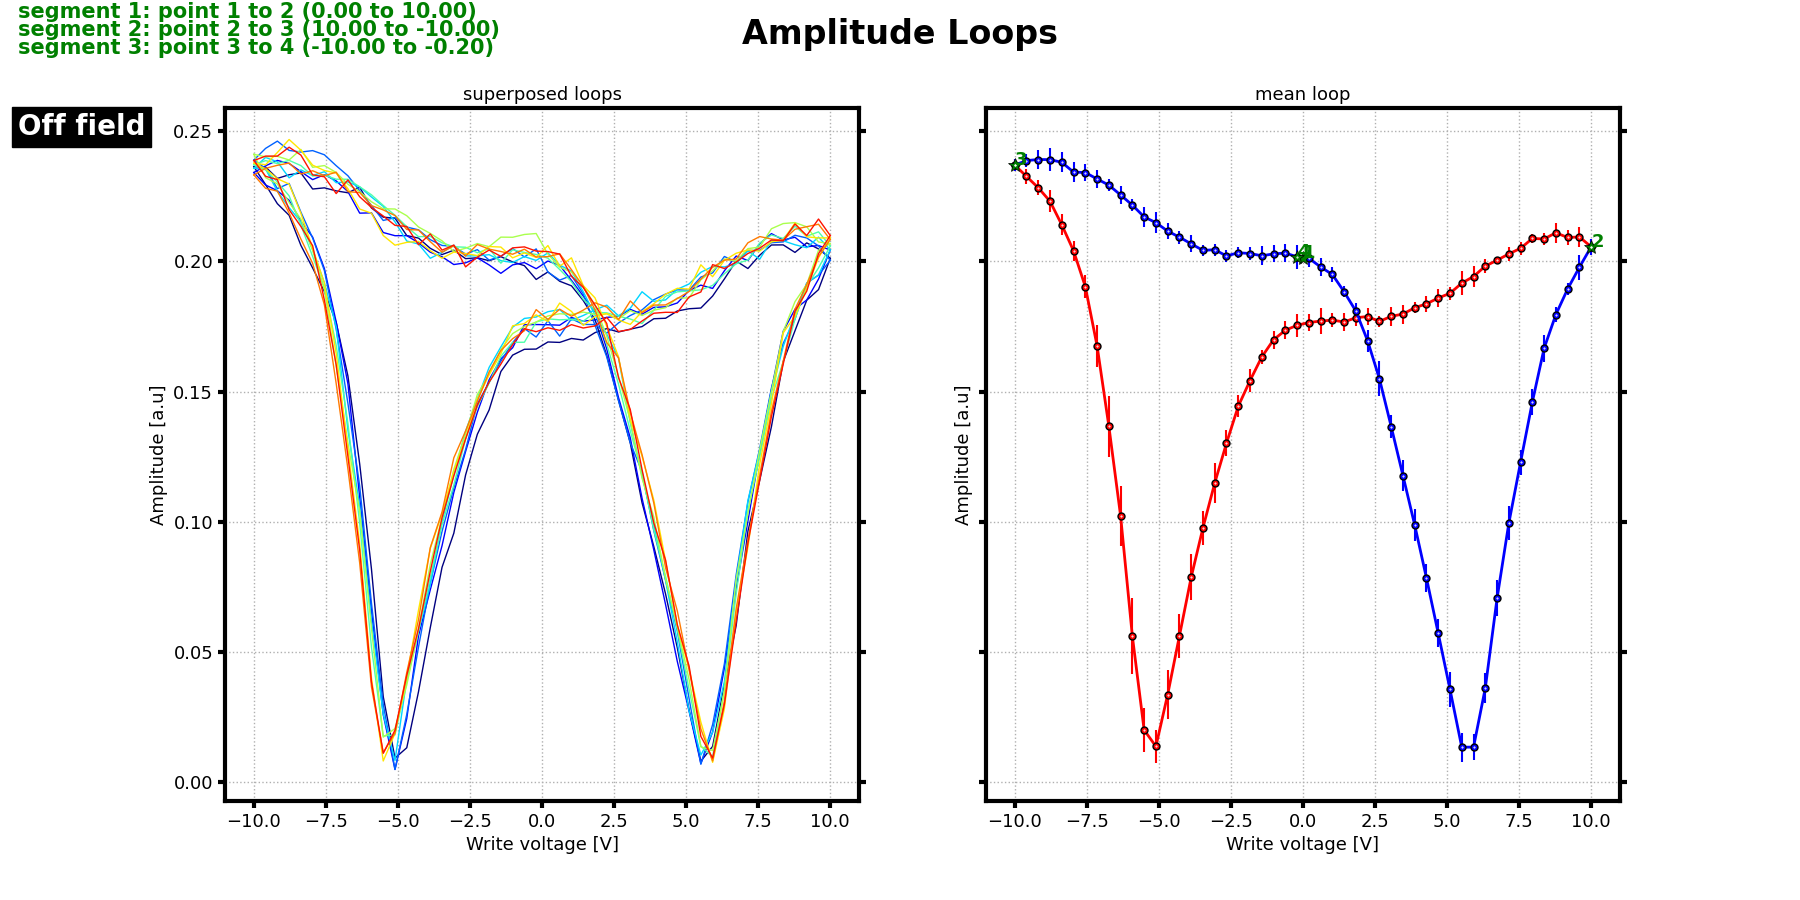 segment 1: point 1 to 2 (0.00 to 10.00)
segment 2: point 2 to 3 (10.00 to -10.00)
segment 3: point 3 to 4 (-10.00 to -0.20)
Amplitude Loops
Off field
superposed loops
0.25
0.20
0.15
0.10
0.05
0.00
Amplitude [a.u]
−10.0 −7.5 −5.0 −2.5 0.0 2.5 5.0 7.5 10.0
Write voltage [V]
mean loop
3
2
4
Amplitude [a.u]
−10.0 −7.5 −5.0 −2.5 0.0 2.5 5.0 7.5 10.0
Write voltage [V]